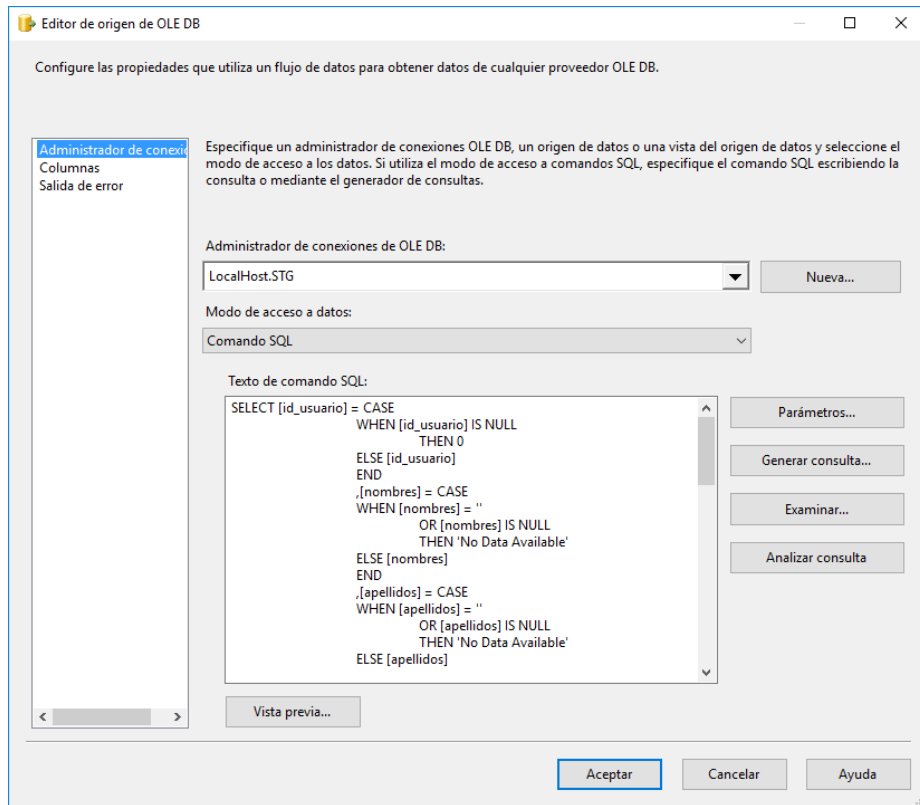 Editor de origen de OLE DB
Configure las propiedades que utiliza un flujo de datos para obtener datos de cualquier proveedor OLE DB.
Administrador de conexi
Columnas
Salida de error
Especifique un administrador de conexiones OLE DB, un origen de datos o una vista del origen de datos y seleccione el
modo de acceso a los datos. Si utiliza el modo de acceso a comandos SQL, especifique el comando SQL escribiendo la
consulta o mediante el generador de consultas.
Administrador de conexiones de OLE DB:
LocalHost.STG
Nueva...
Modo de acceso a datos:
Comando SQL
Texto de comando SQL:
SELECT [id_usuario] = CASE
WHEN [id_usuario] IS NULL
THEN 0
ELSE [id_usuario]
END
,[nombres] = CASE
WHEN [nombres] = ''
OR [nombres] IS NULL
THEN 'No Data Available'
ELSE [nombres]
END
,[apellidos] = CASE
WHEN [apellidos] = ''
OR [apellidos] IS NULL
THEN 'No Data Available'
ELSE [apellidos]
Parámetros...
Generar consulta...
Examinar...
Analizar consulta
Vista previa...
Aceptar
Cancelar
Ayuda